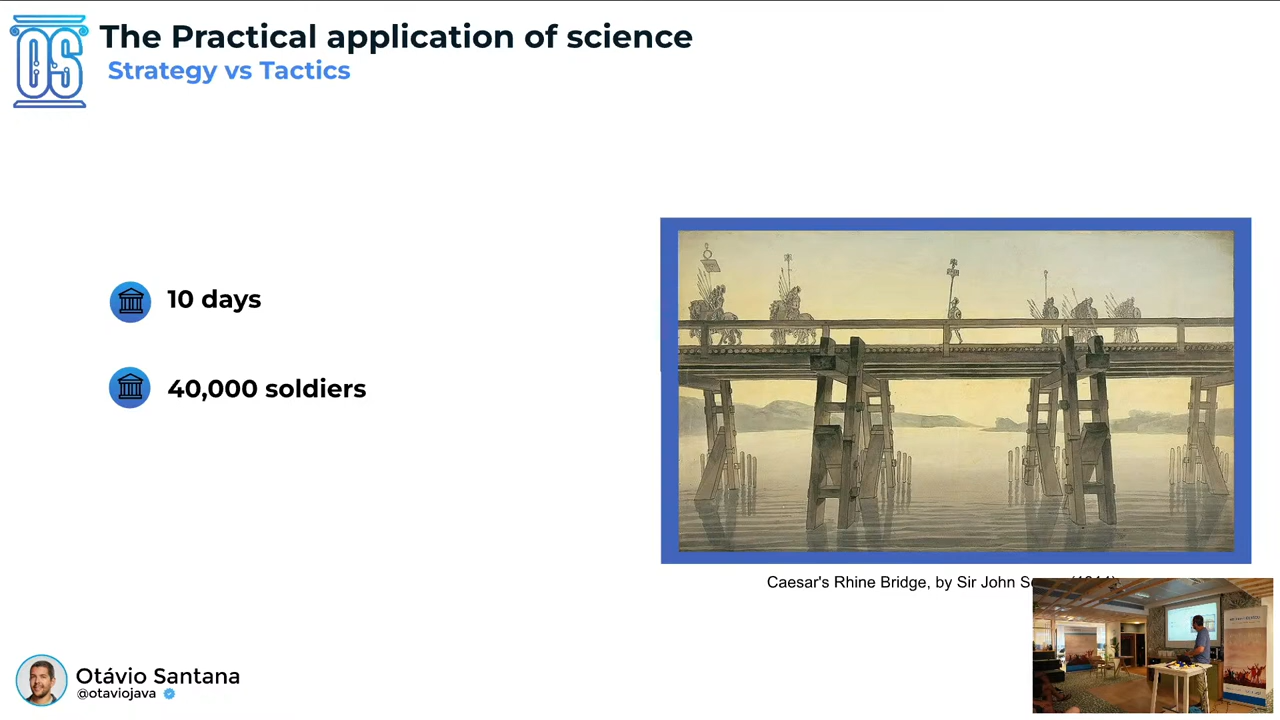 OS
The Practical application of science
Strategy vs Tactics
10 days
40,000 soldiers
Caesar's Rhine Bridge, by Sir John
Otávio Santana
@otaviojava